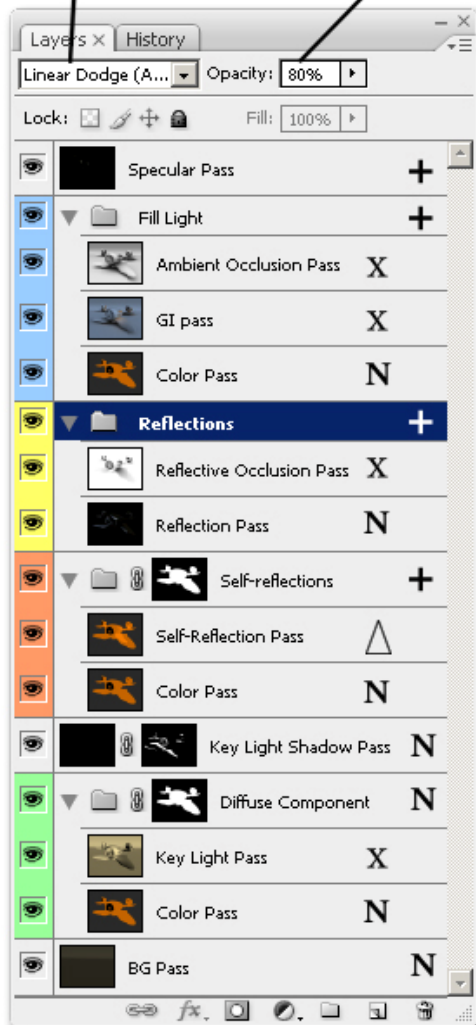 Layers × History
Linear Dodge (A... Opacity: 80%
Lock: Fill: 100%
Specular Pass +
Fill Light +
Ambient Occlusion Pass X
GI pass X
Color Pass N
Reflections +
Reflective Occlusion Pass X
Reflection Pass N
Self-reflections +
Self-Reflection Pass △
Color Pass N
Key Light Shadow Pass N
Diffuse Component N
Key Light Pass X
Color Pass N
BG Pass N
fx.